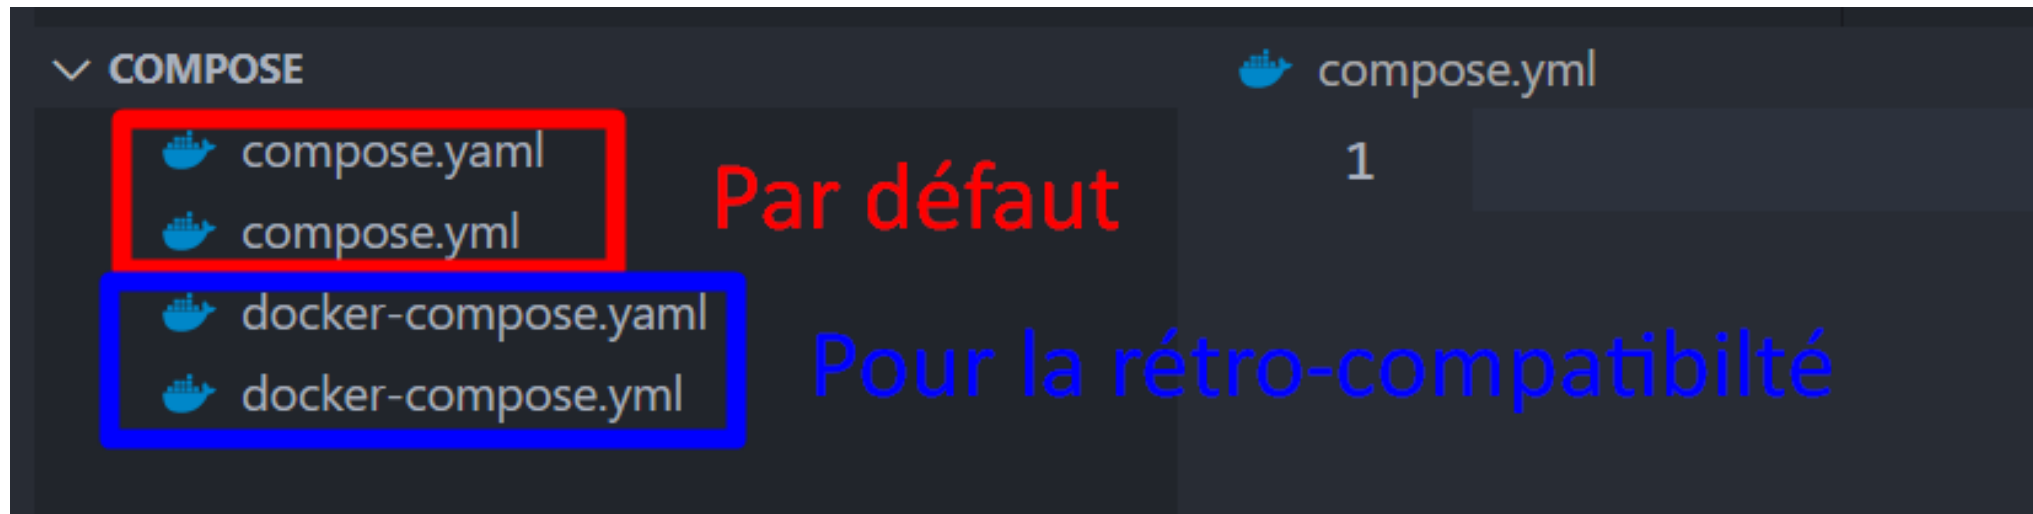 COMPOSE
compose.yaml
compose.yml
docker-compose.yaml
docker-compose.yml
Par défaut
Pour la rétro-compatibilté
compose.yml
1